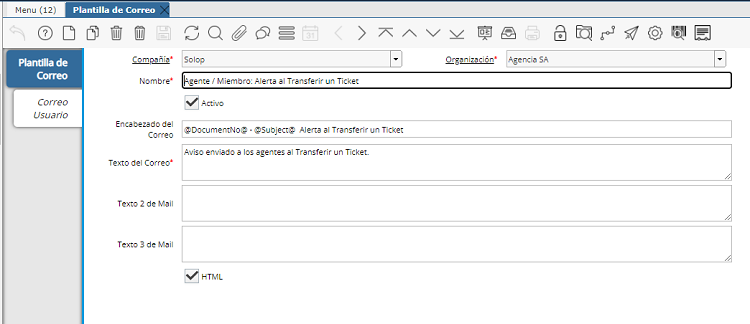 Menu (12) Plantilla de Correo
Plantilla de Correo
Correo Usuario
Compañía* Solop Organización* Agencia SA
Nombre* Agente / Miembro: Alerta al Transferir un Ticket
Activo
Encabezado del Correo @DocumentNo@ - @Subject@ Alerta al Transferir un Ticket
Texto del Correo* Aviso enviado a los agentes al Transferir un Ticket.
Texto 2 de Mail
Texto 3 de Mail
HTML